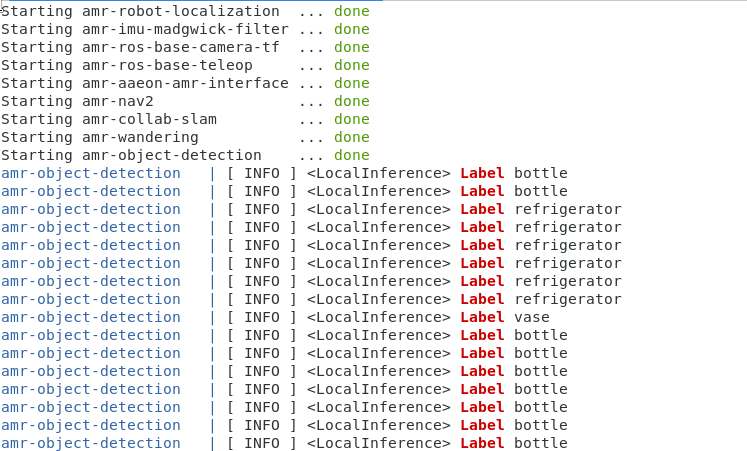 Starting amr-robot-localization  ... done
Starting amr-imu-madgwick-filter ... done
Starting amr-ros-base-camera-tf  ... done
Starting amr-ros-base-teleop     ... done
Starting amr-aaeon-amr-interface ... done
Starting amr-nav2                ... done
Starting amr-collab-slam         ... done
Starting amr-wandering           ... done
Starting amr-object-detection    ... done
amr-object-detection   | [ INFO ] <LocalInference> Label bottle
amr-object-detection   | [ INFO ] <LocalInference> Label bottle
amr-object-detection   | [ INFO ] <LocalInference> Label refrigerator
amr-object-detection   | [ INFO ] <LocalInference> Label refrigerator
amr-object-detection   | [ INFO ] <LocalInference> Label refrigerator
amr-object-detection   | [ INFO ] <LocalInference> Label refrigerator
amr-object-detection   | [ INFO ] <LocalInference> Label refrigerator
amr-object-detection   | [ INFO ] <LocalInference> Label refrigerator
amr-object-detection   | [ INFO ] <LocalInference> Label vase
amr-object-detection   | [ INFO ] <LocalInference> Label bottle
amr-object-detection   | [ INFO ] <LocalInference> Label bottle
amr-object-detection   | [ INFO ] <LocalInference> Label bottle
amr-object-detection   | [ INFO ] <LocalInference> Label bottle
amr-object-detection   | [ INFO ] <LocalInference> Label bottle
amr-object-detection   | [ INFO ] <LocalInference> Label bottle
amr-object-detection   | [ INFO ] <LocalInference> Label bottle